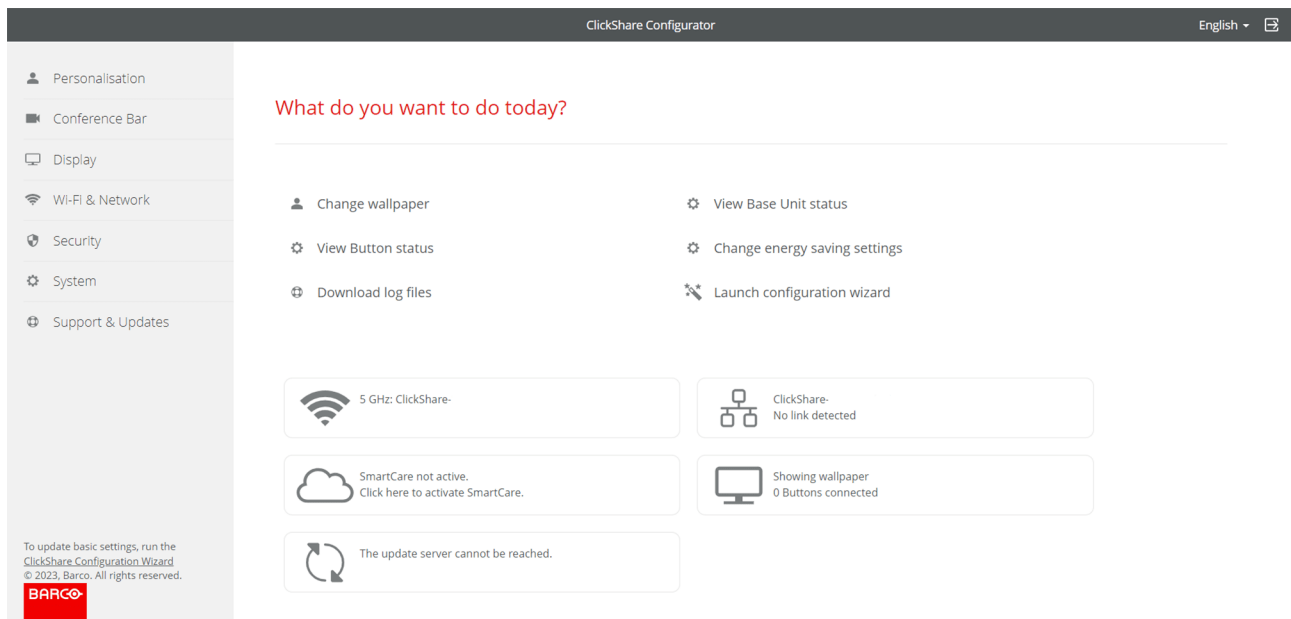 ClickShare Configurator
English
Personalisation
Conference Bar
Display
Wi-Fi & Network
Security
System
Support & Updates
To update basic settings, run the
ClickShare Configuration Wizard
© 2023, Barco. All rights reserved.
BARCO
What do you want to do today?
Change wallpaper
View Base Unit status
View Button status
Change energy saving settings
Download log files
Launch configuration wizard
5 GHz: ClickShare-
ClickShare-
No link detected
SmartCare not active.
Click here to activate SmartCare.
Showing wallpaper
0 Buttons connected
The update server cannot be reached.